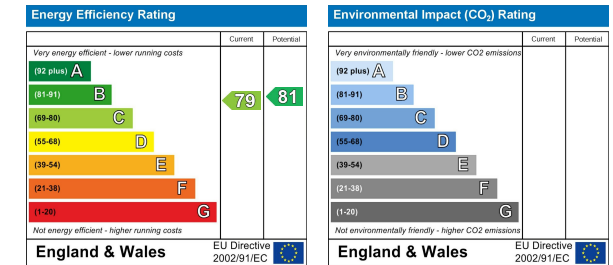 Energy Efficiency Rating
Current Potential
Very energy efficient - lower running costs
(92 plus) A
(81-91) B
79 81
(69-80) C
(55-68) D
(39-54) E
(21-38) F
(1-20) G
Not energy efficient - higher running costs
England & Wales
EU Directive
2002/91/EC
Environmental Impact (CO₂) Rating
Current Potential
Very environmentally friendly - lower CO2 emissions
(92 plus) A
(81-91) B
(69-80) C
(55-68) D
(39-54) E
(21-38) F
(1-20) G
Not environmentally friendly - higher CO2 emissions
England & Wales
EU Directive
2002/91/EC